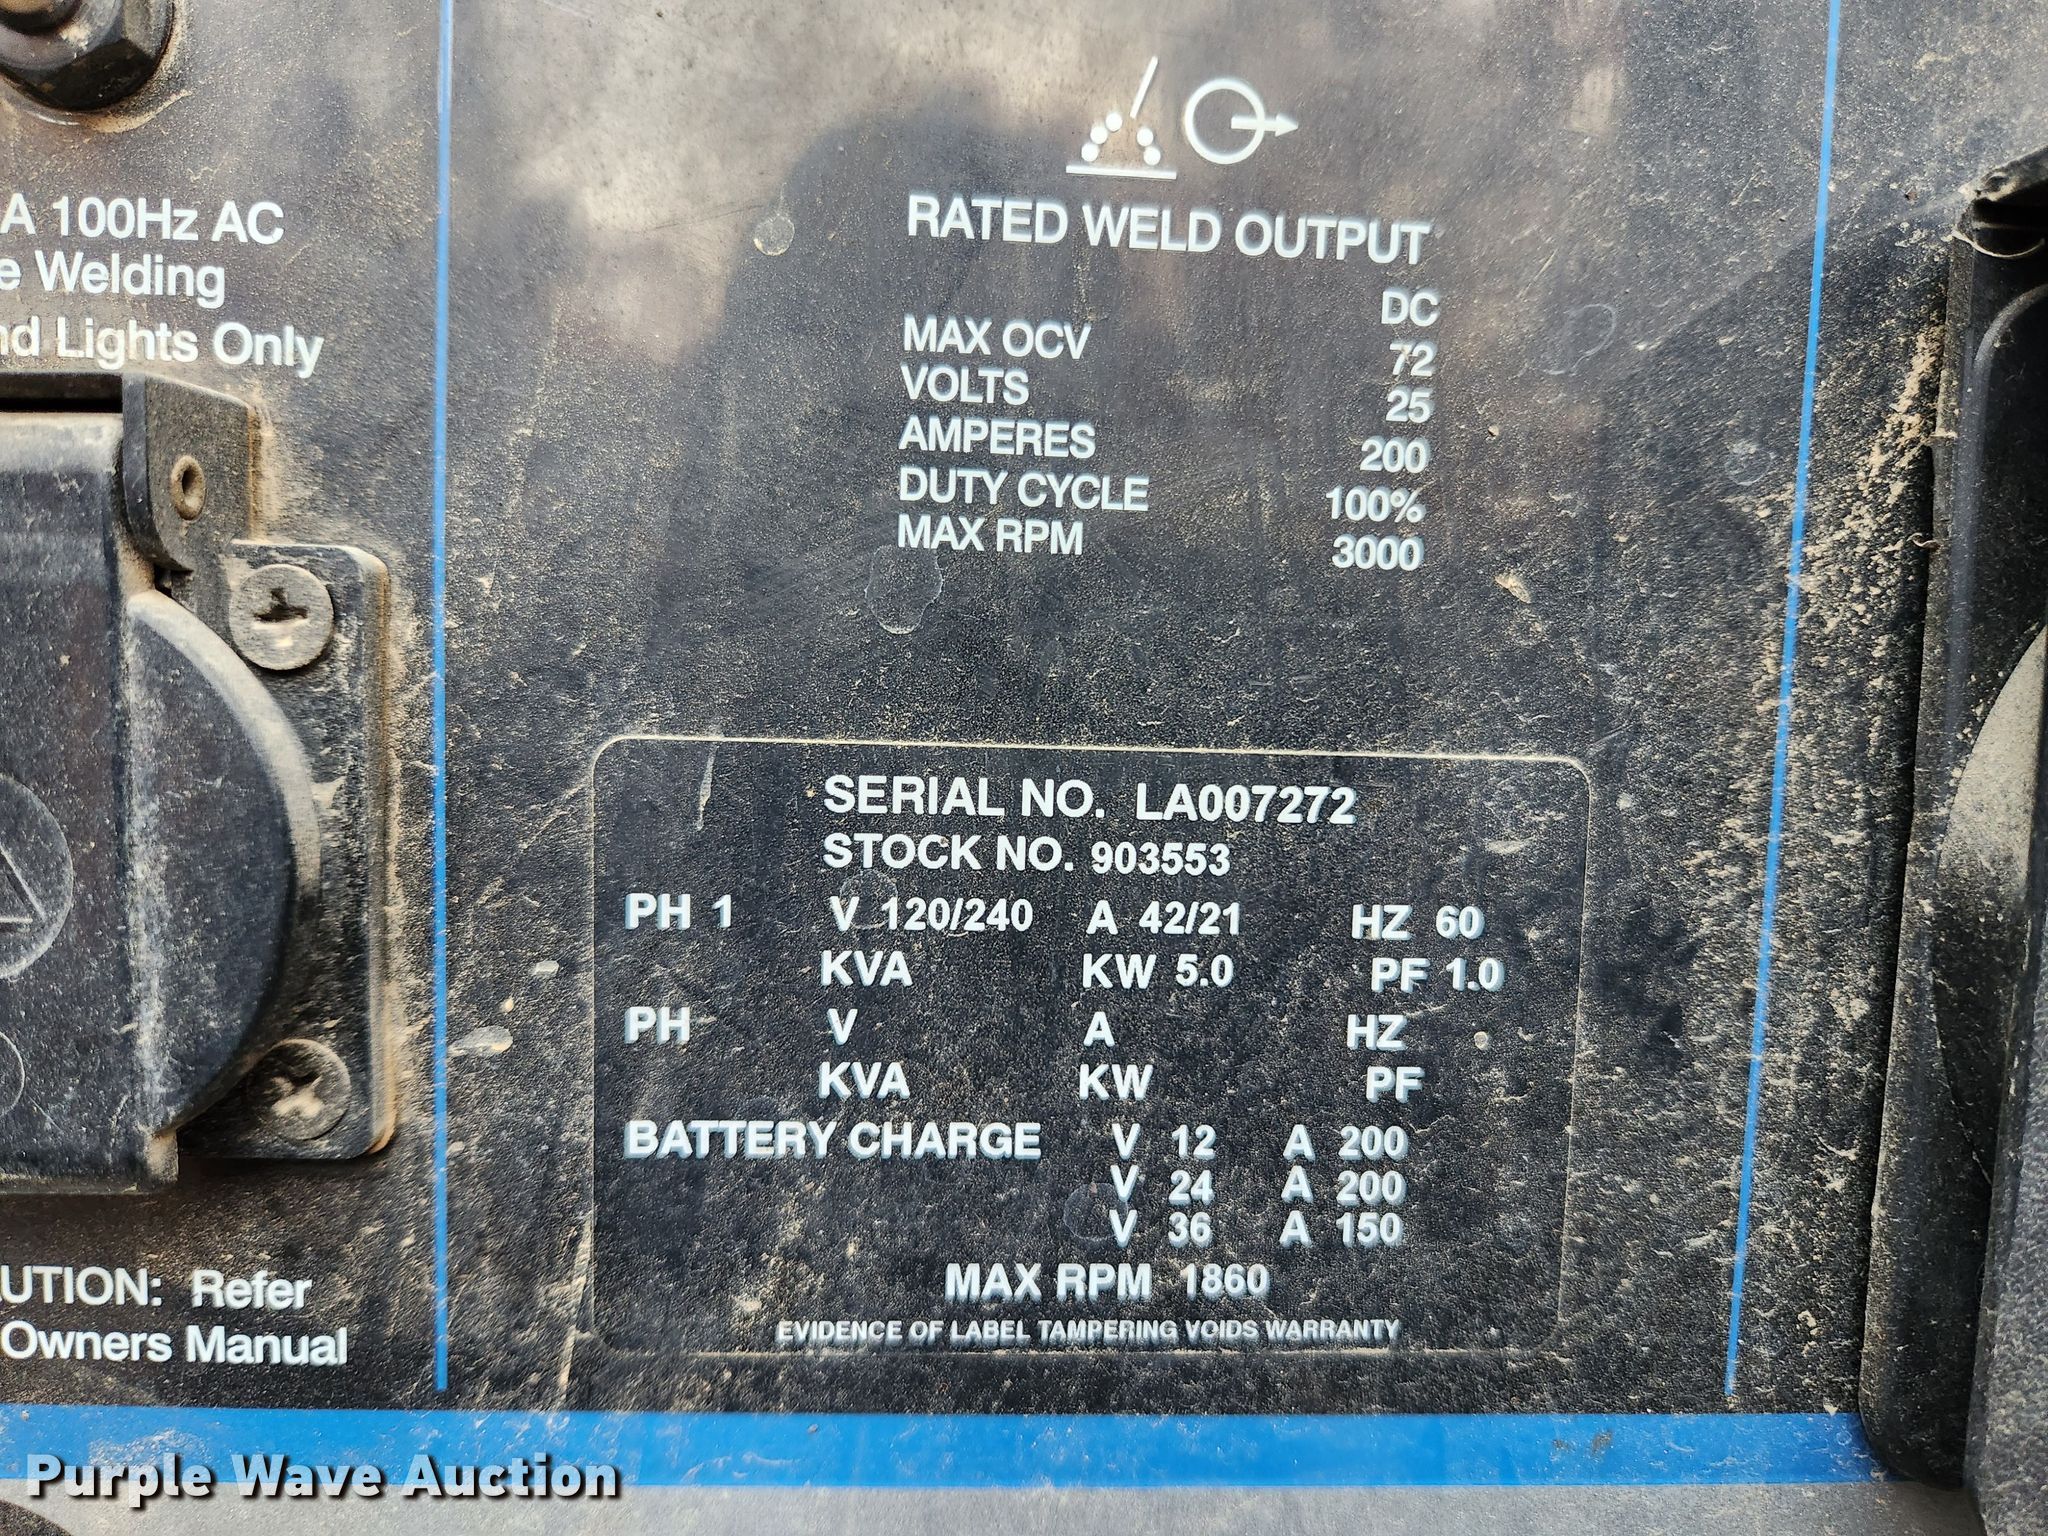 A 100Hz AC
Welding
Lights Only
RATED WELD OUTPUT
DC
MAX OCV 72
VOLTS 25
AMPERES 200
DUTY CYCLE 100%
MAX RPM 3000
SERIAL NO. LA007272
STOCK NO. 903553
PH 1 V 120/240 A 42/21 HZ 60
KVA KW 5.0 PF 1.0
PH V A HZ
KVA KW PF
BATTERY CHARGE V 12 A 200
V 24 A 200
V 36 A 150
MAX RPM 1860
EVIDENCE OF LABEL TAMPERING VOIDS WARRANTY
UTION: Refer
Owners Manual
Purple Wave Auction